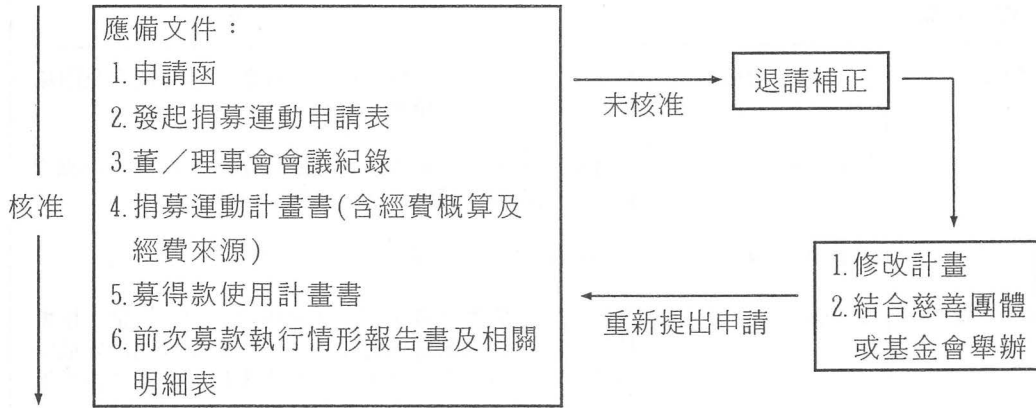 應備文件：
1.申請函
2.發起捐募運動申請表
3.董／理事會會議紀錄
4.捐募運動計畫書(含經費概算及
經費來源)
5.募得款使用計畫書
6.前次募款執行情形報告書及相關
明細表
核准
未核准
退請補正
1.修改計畫
2.結合慈善團體
或基金會舉辦
重新提出申請